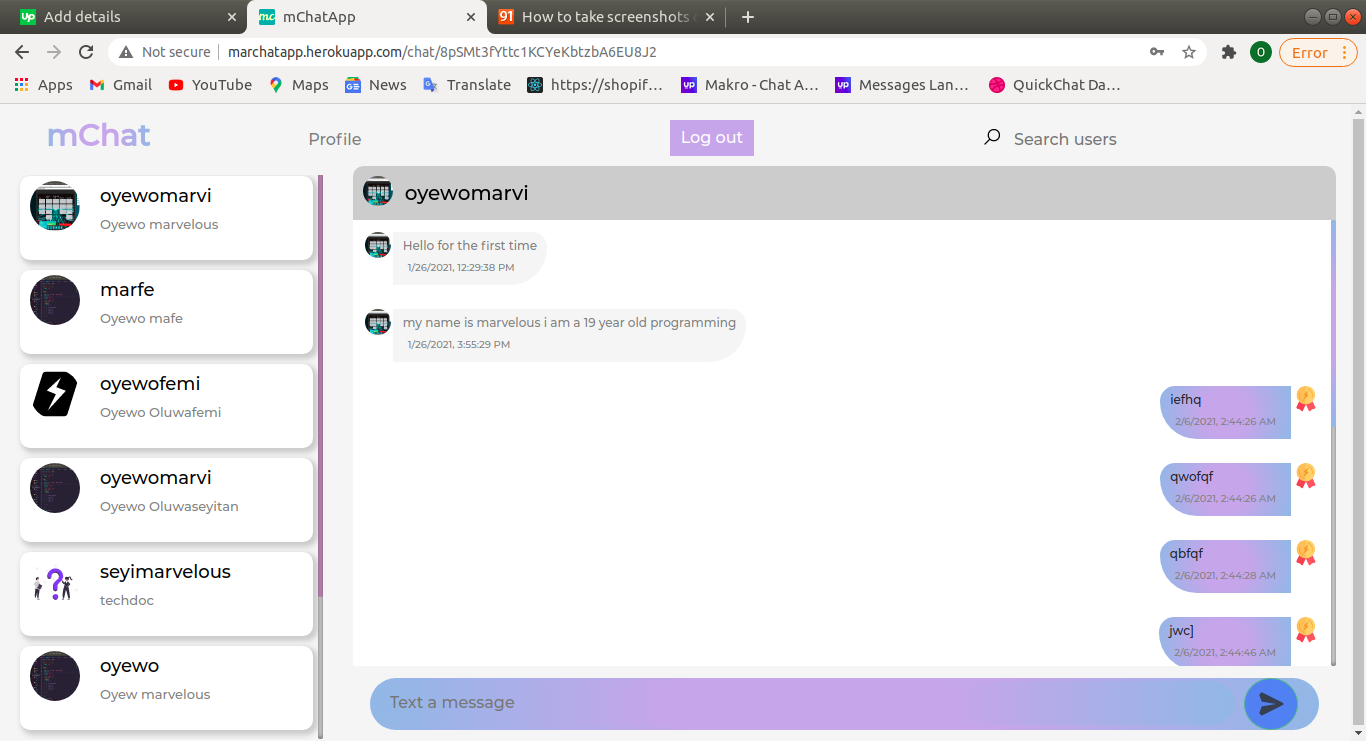 Add details
mChatApp
How to take screenshots
Not secure
marchatapp.herokuapp.com/chat/8pSMt3fYttc1KCYeKbtzbA6EU8J2
O
Error
Apps
Gmail
YouTube
Maps
News
Translate
https://shopif...
Makro - Chat A...
Messages Lan...
QuickChat Da...
mChat
Profile
Log out
Search users
oyewomarvi
Oyewo marvelous
marfe
Oyewo mafe
oyewofemi
Oyewo Oluwafemi
oyewomarvi
Oyewo Oluwaseyitan
seyimarvelous
techdoc
oyewo
Oyew marvelous
oyewomarvi
Hello for the first time
1/26/2021, 12:29:38 PM
my name is marvelous i am a 19 year old programming
1/26/2021, 3:55:29 PM
iefhq
2/6/2021, 2:44:26 AM
qwofqf
2/6/2021, 2:44:26 AM
qbfqf
2/6/2021, 2:44:28 AM
jwc]
2/6/2021, 2:44:46 AM
Text a message